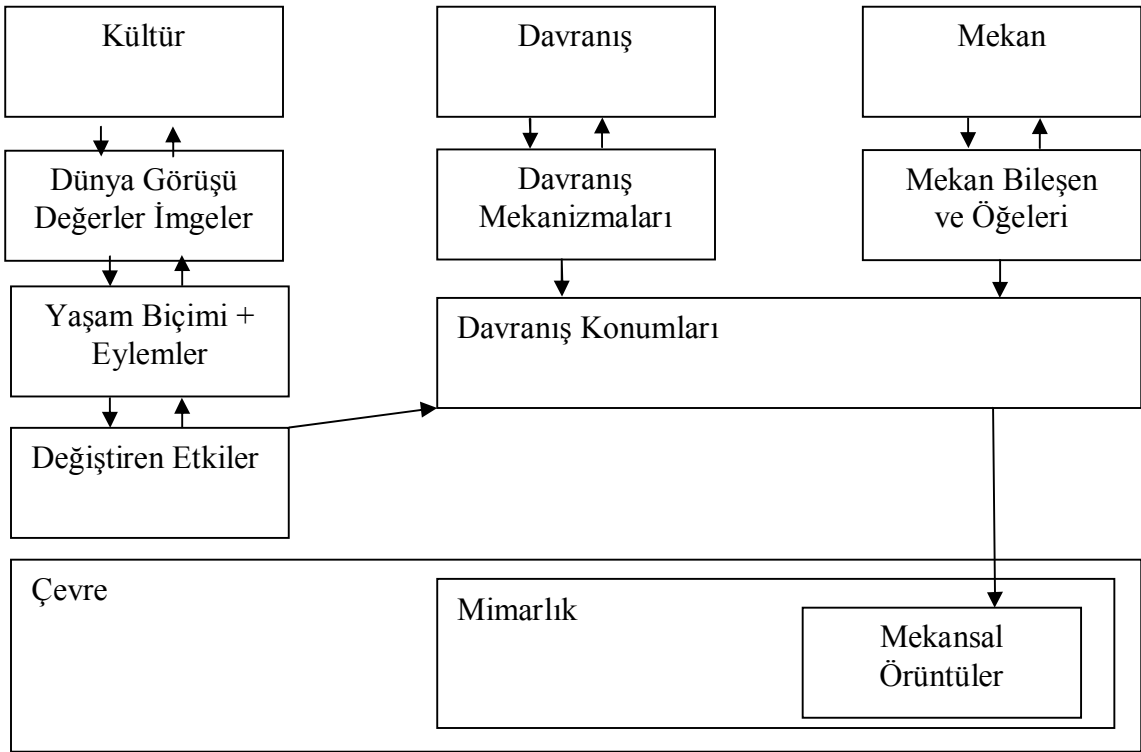 Kültür
Davranış
Mekan
Dünya Görüşü
Değerler İmgeler
Davranış
Mekanizmaları
Mekan Bileşen
ve Öğeleri
Yaşam Biçimi +
Eylemler
Davranış Konumları
Değiştiren Etkiler
Çevre
Mimarlık
Mekansal
Örüntüler